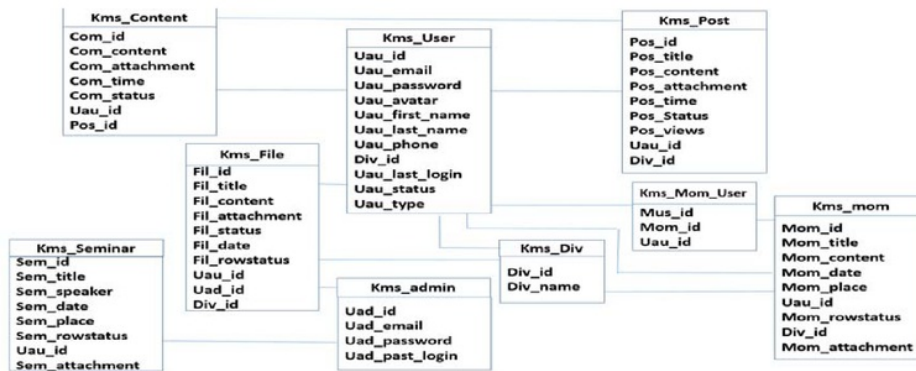 Kms_Content
Com_id
Com_content
Com_attachment
Com_time
Com_status
Uau_id
Pos_id
Kms_User
Uau_id
Uau_email
Uau_password
Uau_avatar
Uau_first_name
Uau_last_name
Uau_phone
Div_id
Uau_last_login
Uau_status
Uau_type
Kms_Post
Pos_id
Pos_title
Pos_content
Pos_attachment
Pos_time
Pos_Status
Pos_views
Uau_id
Div_id
Kms_File
Fil_id
Fil_title
Fil_content
Fil_attachment
Fil_status
Fil_date
Fil_rowstatus
Uau_id
Uad_id
Div_id
Kms_Mom_User
Mus_id
Mom_id
Uau_id
Kms_mom
Mom_id
Mom_title
Mom_content
Mom_date
Mom_place
Uau_id
Mom_rowstatus
Div_id
Mom_attachment
Kms_Seminar
Sem_id
Sem_title
Sem_speaker
Sem_date
Sem_place
Sem_rowstatus
Uau_id
Sem_attachment
Kms_admin
Uad_id
Uad_email
Uad_password
Uad_past_login
Kms_Div
Div_id
Div_name